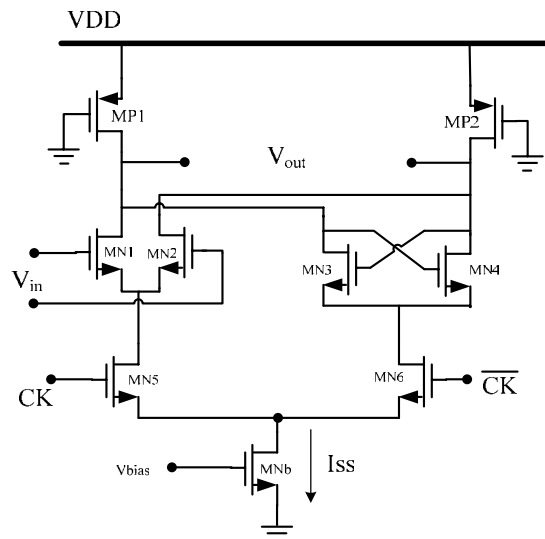 VDD
MP1
MP2
Vout
MN1
MN2
MN3
MN4
Vin
MN5
MN6
CK
CK
Vbias
MNb
Iss